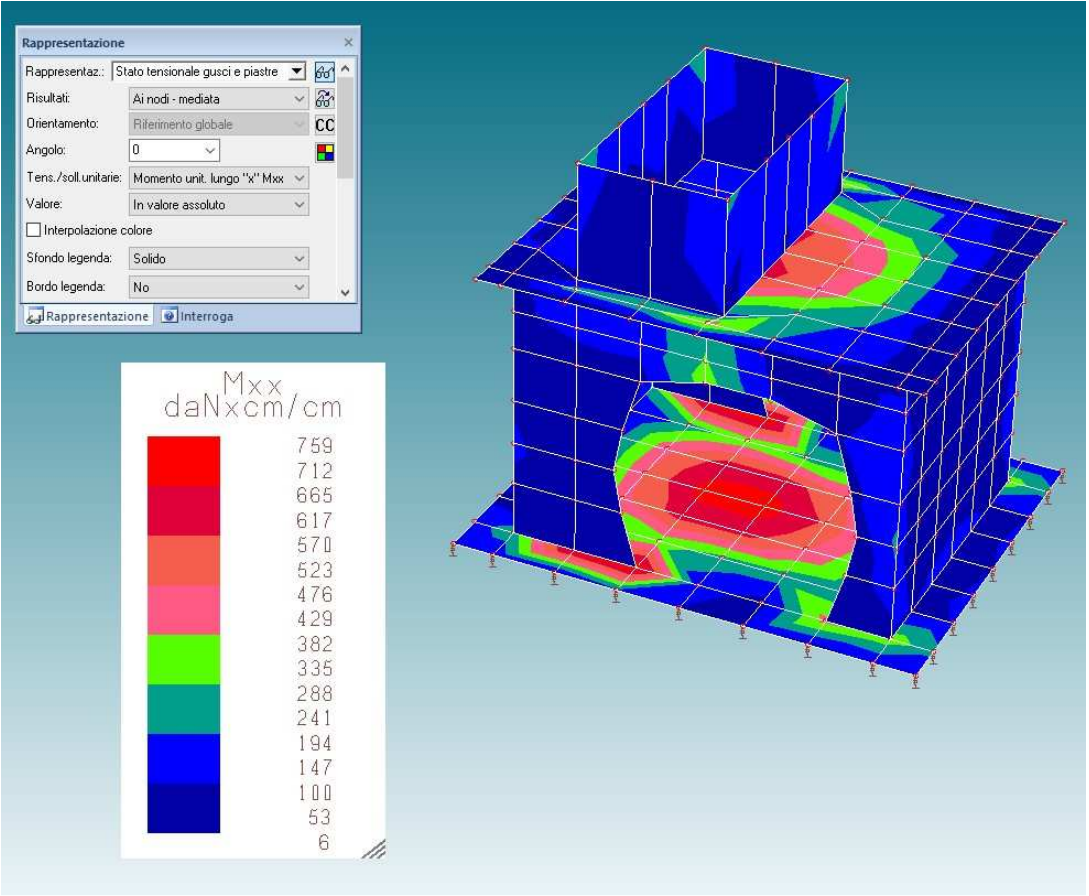 Rappresentazione
Rappresentaz.: Stato tensionale gusci e piastre
Risultati: Ai nodi - mediata
Orientamento: Riferimento globale
CC
Angolo: 0
Tens./soll.unitarie: Momento unit. lungo "x" Mxx
Valore: In valore assoluto
Interpolazione colore
Sfondo legenda: Solido
Bordo legenda: No
Rappresentazione Interroga
Mxx
daNxcm/cm
759
712
665
617
570
523
476
429
382
335
288
241
194
147
100
53
6